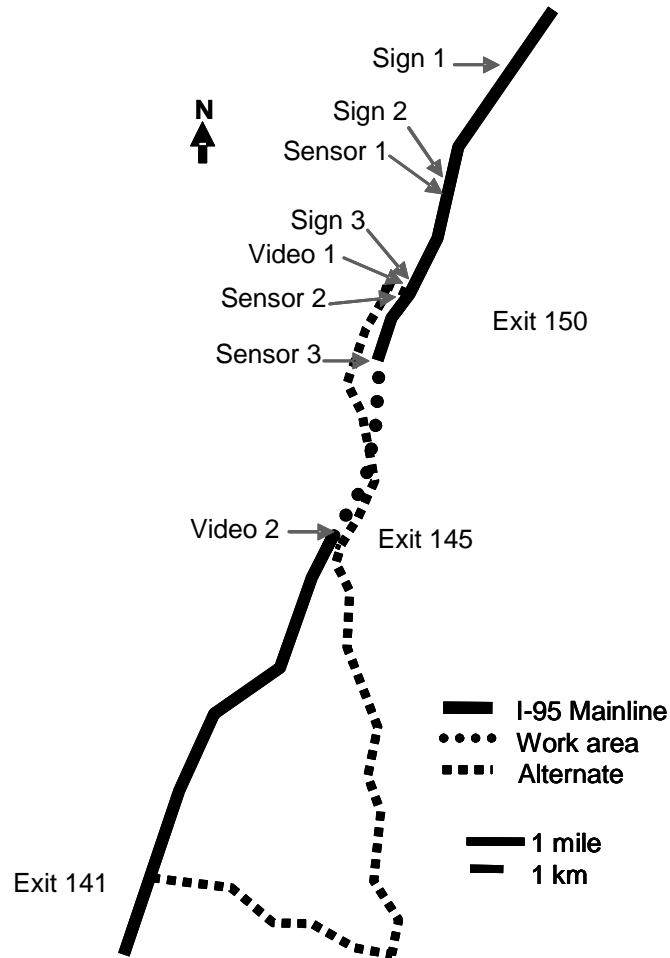 Sign 1
N
Sign 2
Sensor 1
Sign 3
Video 1
Sensor 2
Exit 150
Sensor 3
Video 2
Exit 145
I-95 Mainline
Work area
Alternate
1 mile
1 km
Exit 141